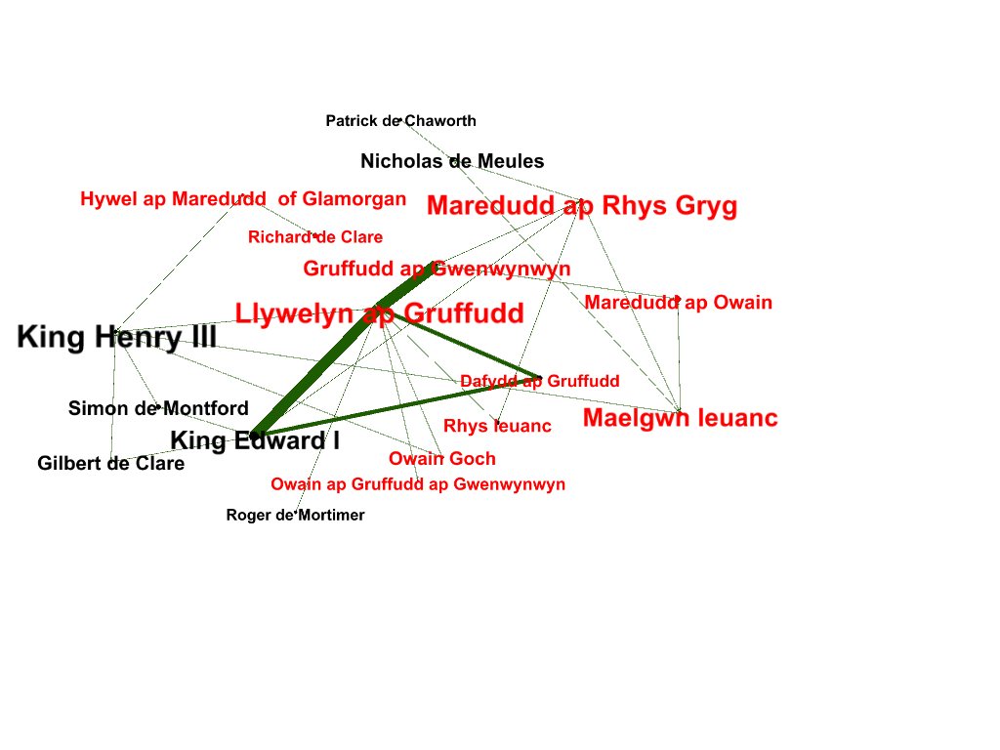 Patrick de Chaworth
Nicholas de Meules
Hywel ap Maredudd  of Glamorgan
Maredudd ap Rhys Gryg
Richard de Clare
Gruffudd ap Gwenwynwyn
Maredudd ap Owain
Llywelyn ap Gruffudd
King Henry III
Dafydd ap Gruffudd
Simon de Montford
Maelgwn Ieuanc
Rhys Ieuanc
King Edward I
Owain Goch
Gilbert de Clare
Owain ap Gruffudd ap Gwenwynwyn
Roger de Mortimer